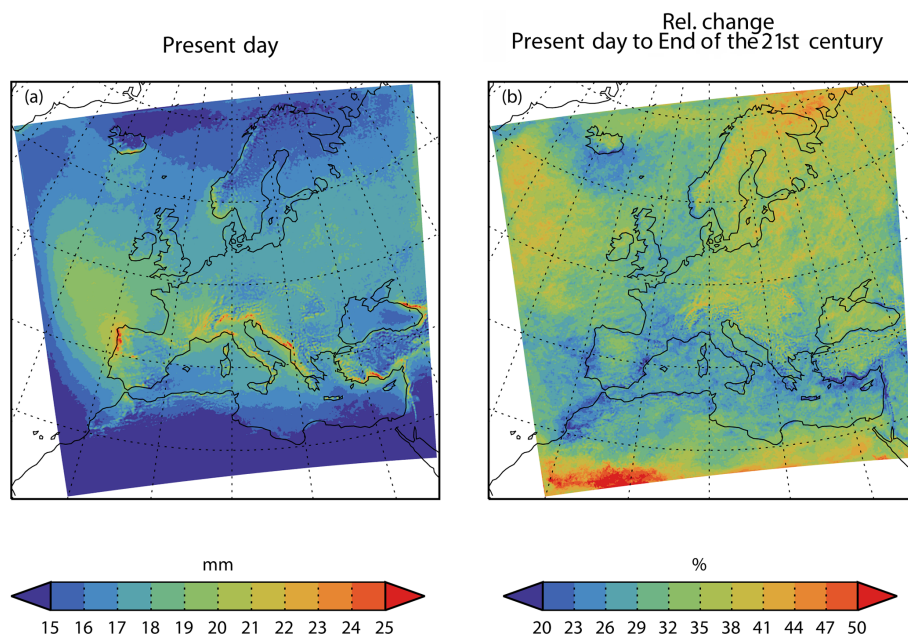 Present day
Rel. change
Present day to End of the 21st century
(a)
(b)
mm
15 16 17 18 19 20 21 22 23 24 25
%
20 23 26 29 32 35 38 41 44 47 50